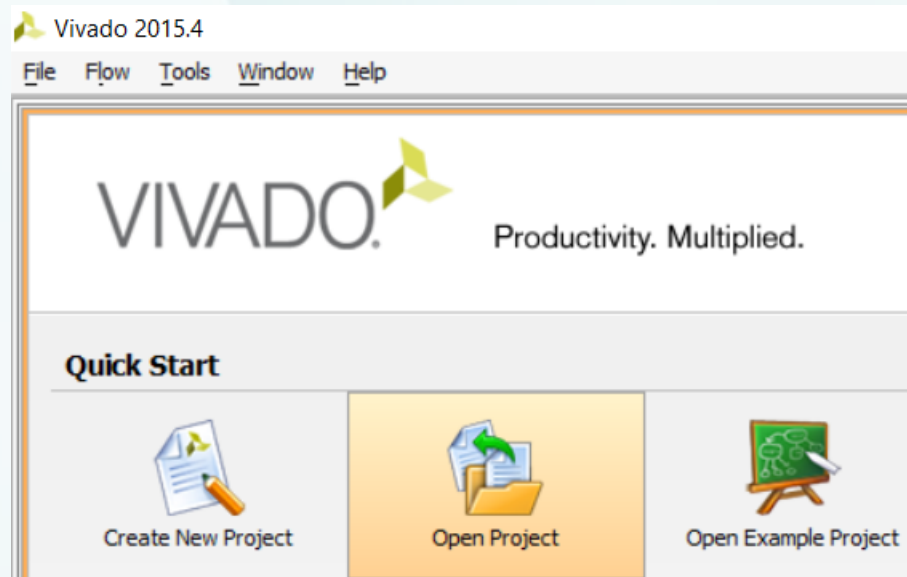 Vivado 2015.4
File Flow Tools Window Help
VIVADO.
Productivity. Multiplied.
Quick Start
Create New Project Open Project Open Example Project